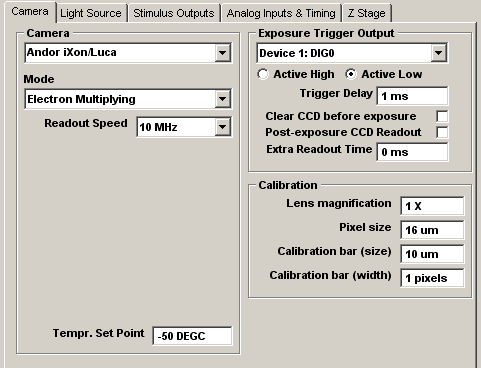 Camera Light Source Stimulus Outputs Analog Inputs & Timing Z Stage
Camera
Andor iXon/Luca
Mode
Electron Multiplying
Readout Speed 10 MHz
Tempr. Set Point -50 DEGC
Exposure Trigger Output
Device 1: DIG0
Active High Active Low
Trigger Delay 1 ms
Clear CCD before exposure
Post-exposure CCD Readout
Extra Readout Time 0 ms
Calibration
Lens magnification 1 X
Pixel size 16 um
Calibration bar (size) 10 um
Calibration bar (width) 1 pixels